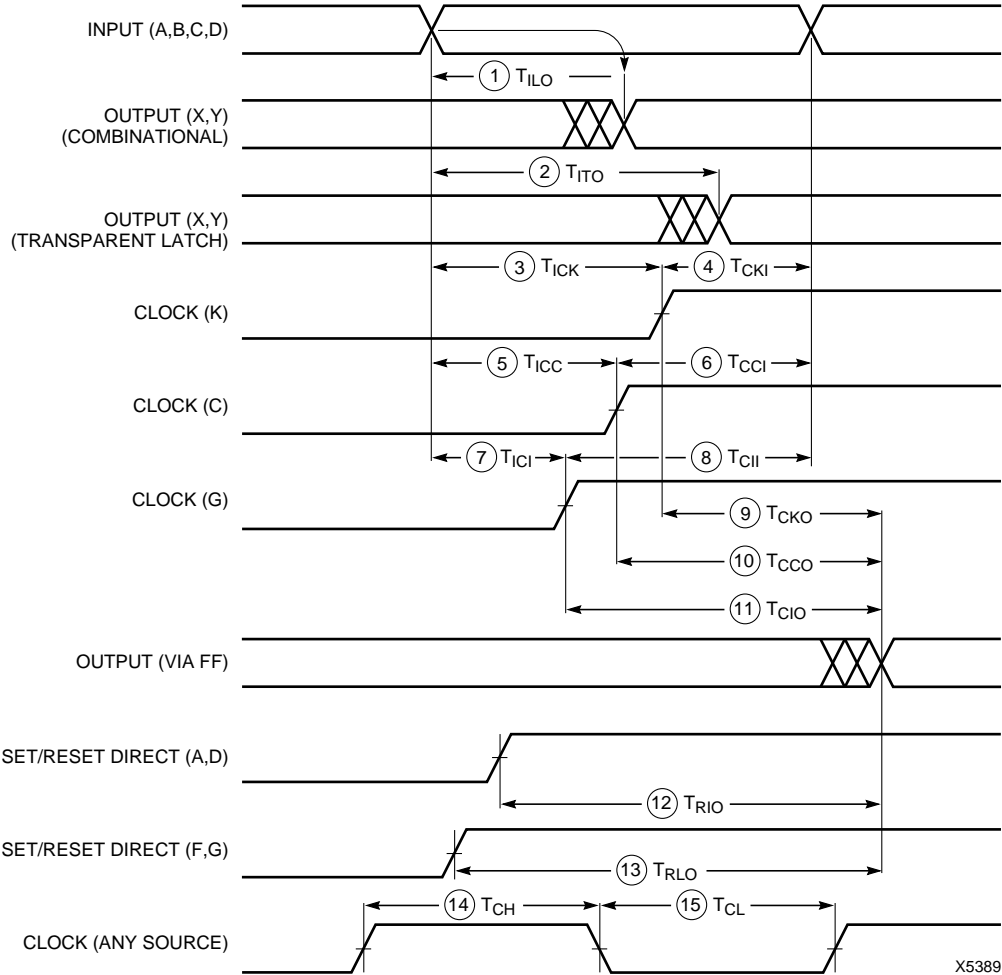 INPUT (A,B,C,D)
1 TILO
OUTPUT (X,Y)
(COMBINATIONAL)
2 TITO
OUTPUT (X,Y)
(TRANSPARENT LATCH)
3 TICK
4 TCKI
CLOCK (K)
5 TICC
6 TCCI
CLOCK (C)
7 TICI
8 TCII
CLOCK (G)
9 TCKO
10 TCCO
11 TCIO
OUTPUT (VIA FF)
SET/RESET DIRECT (A,D)
12 TRIO
SET/RESET DIRECT (F,G)
13 TRLO
14 TCH
15 TCL
CLOCK (ANY SOURCE)
X5389